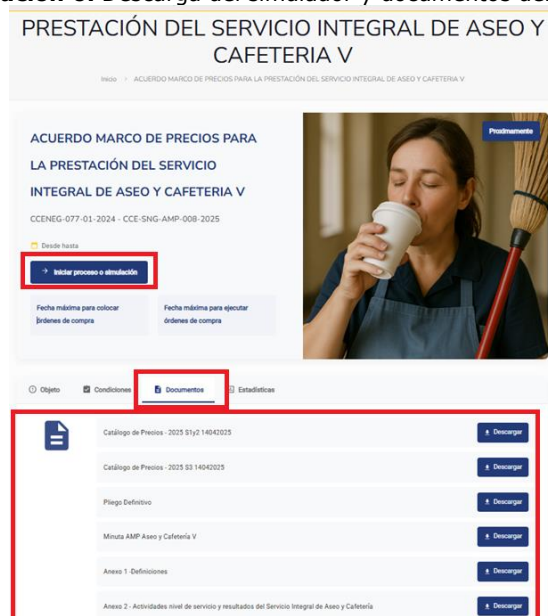 PRESTACIÓN DEL SERVICIO INTEGRAL DE ASEO Y
CAFETERIA V
Inicio / ACUERDO MARCO DE PRECIOS PARA LA PRESTACIÓN DEL SERVICIO INTEGRAL DE ASEO Y CAFETERIA V
ACUERDO MARCO DE PRECIOS PARA
LA PRESTACIÓN DEL SERVICIO
INTEGRAL DE ASEO Y CAFETERIA V
CCENEG-077-01-2024 - CCE-SNG-AMP-008-2025
Desde hasta
Iniciar proceso o simulación
Fecha máxima para colocar
órdenes de compra
Fecha máxima para ejecutar
órdenes de compra
Proximamente
Objeto
Condiciones
Documentos
Estadísticas
Catálogo de Precios - 2025 S1y2 14042025
Descargar
Catálogo de Precios - 2025 S3 14042025
Descargar
Pliego Definitivo
Descargar
Minuta AMP Aseo y Cafetería V
Descargar
Anexo 1 -Definiciones
Descargar
Anexo 2 - Actividades nivel de servicio y resultados del Servicio Integral de Aseo y Cafetería
Descargar